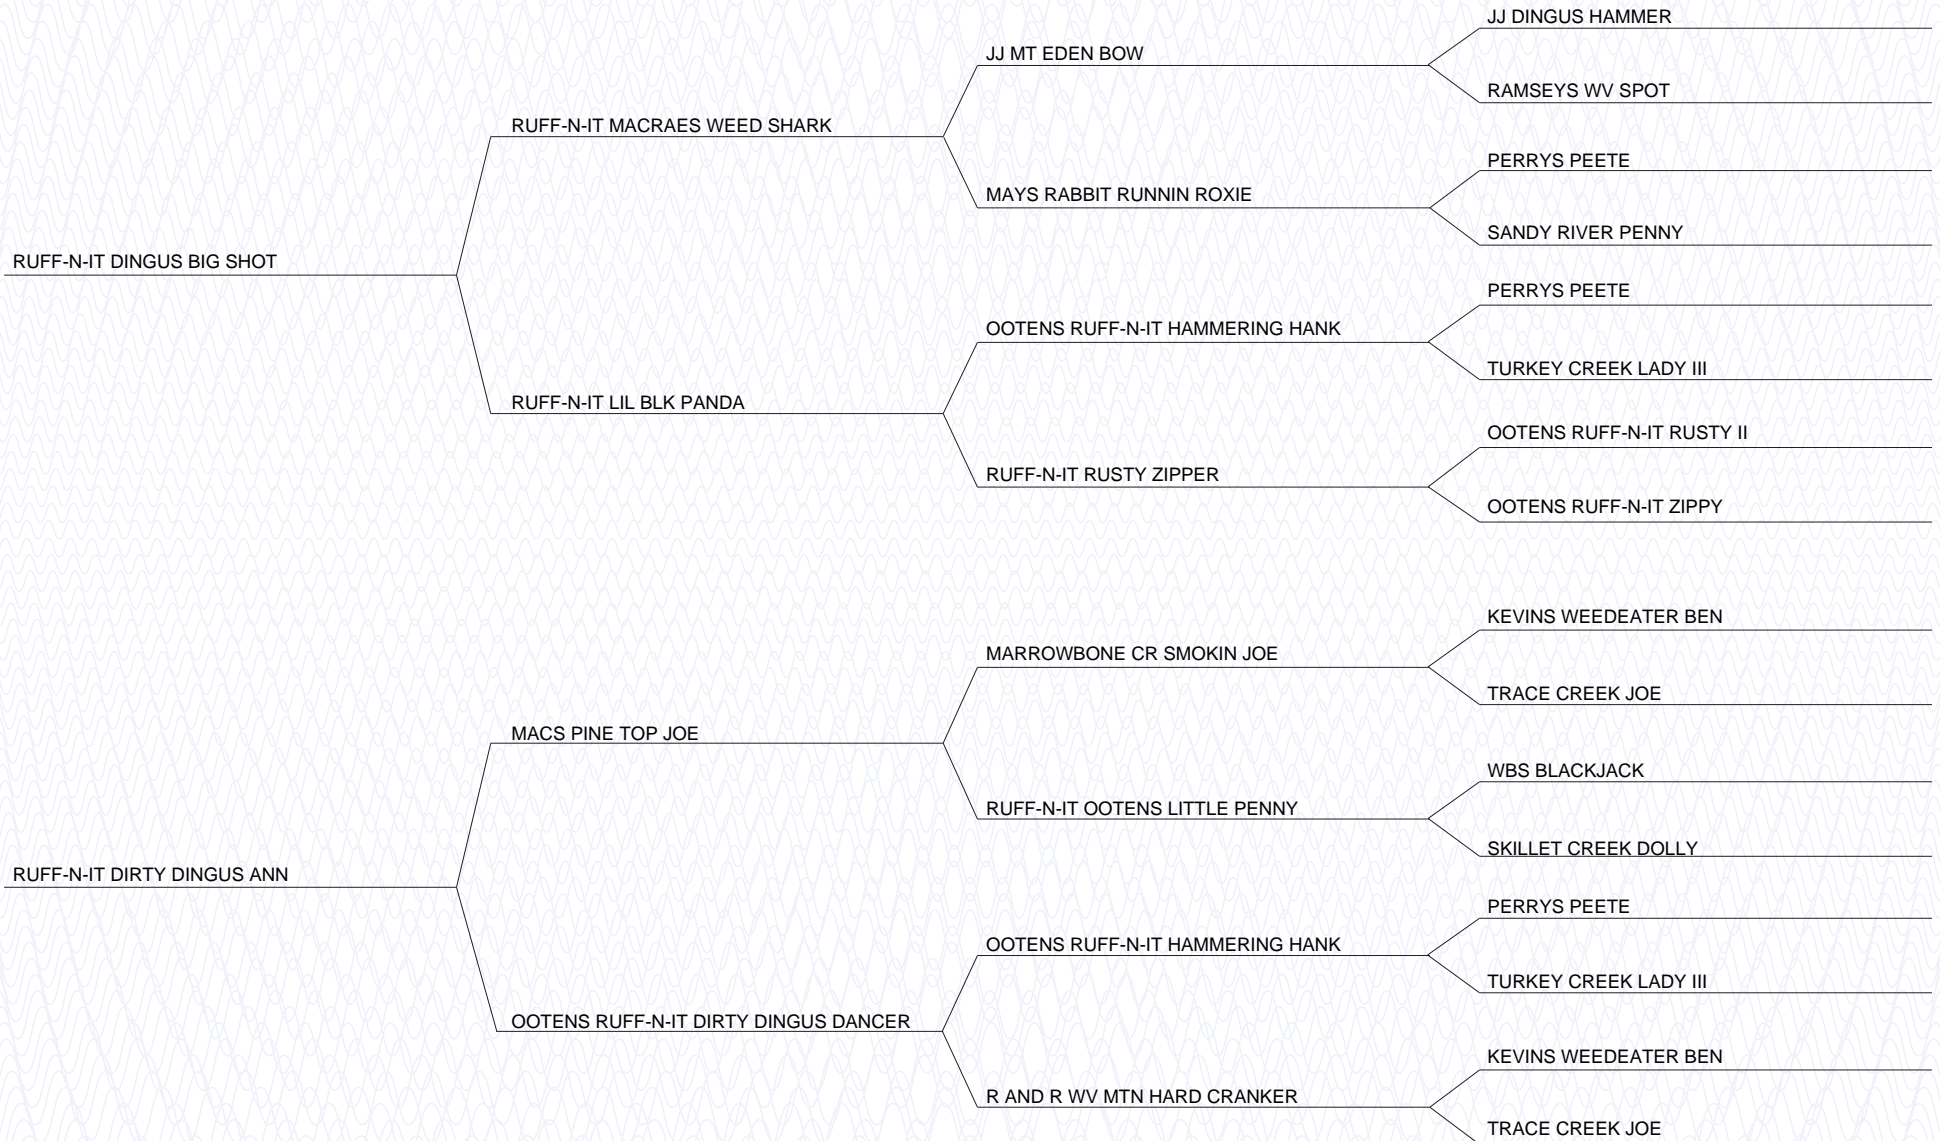 JJ DINGUS HAMMER
JJ MT EDEN BOW
RAMSEYS WV SPOT
RUFF-N-IT MACRAES WEED SHARK
PERRYS PEETE
MAYS RABBIT RUNNIN ROXIE
SANDY RIVER PENNY
RUFF-N-IT DINGUS BIG SHOT
PERRYS PEETE
OOTENS RUFF-N-IT HAMMERING HANK
TURKEY CREEK LADY III
RUFF-N-IT LIL BLK PANDA
OOTENS RUFF-N-IT RUSTY II
RUFF-N-IT RUSTY ZIPPER
OOTENS RUFF-N-IT ZIPPY
KEVINS WEEDEATER BEN
MARROWBONE CR SMOKIN JOE
TRACE CREEK JOE
MACS PINE TOP JOE
WBS BLACKJACK
RUFF-N-IT OOTENS LITTLE PENNY
SKILLET CREEK DOLLY
RUFF-N-IT DIRTY DINGUS ANN
PERRYS PEETE
OOTENS RUFF-N-IT HAMMERING HANK
TURKEY CREEK LADY III
OOTENS RUFF-N-IT DIRTY DINGUS DANCER
KEVINS WEEDEATER BEN
R AND R WV MTN HARD CRANKER
TRACE CREEK JOE